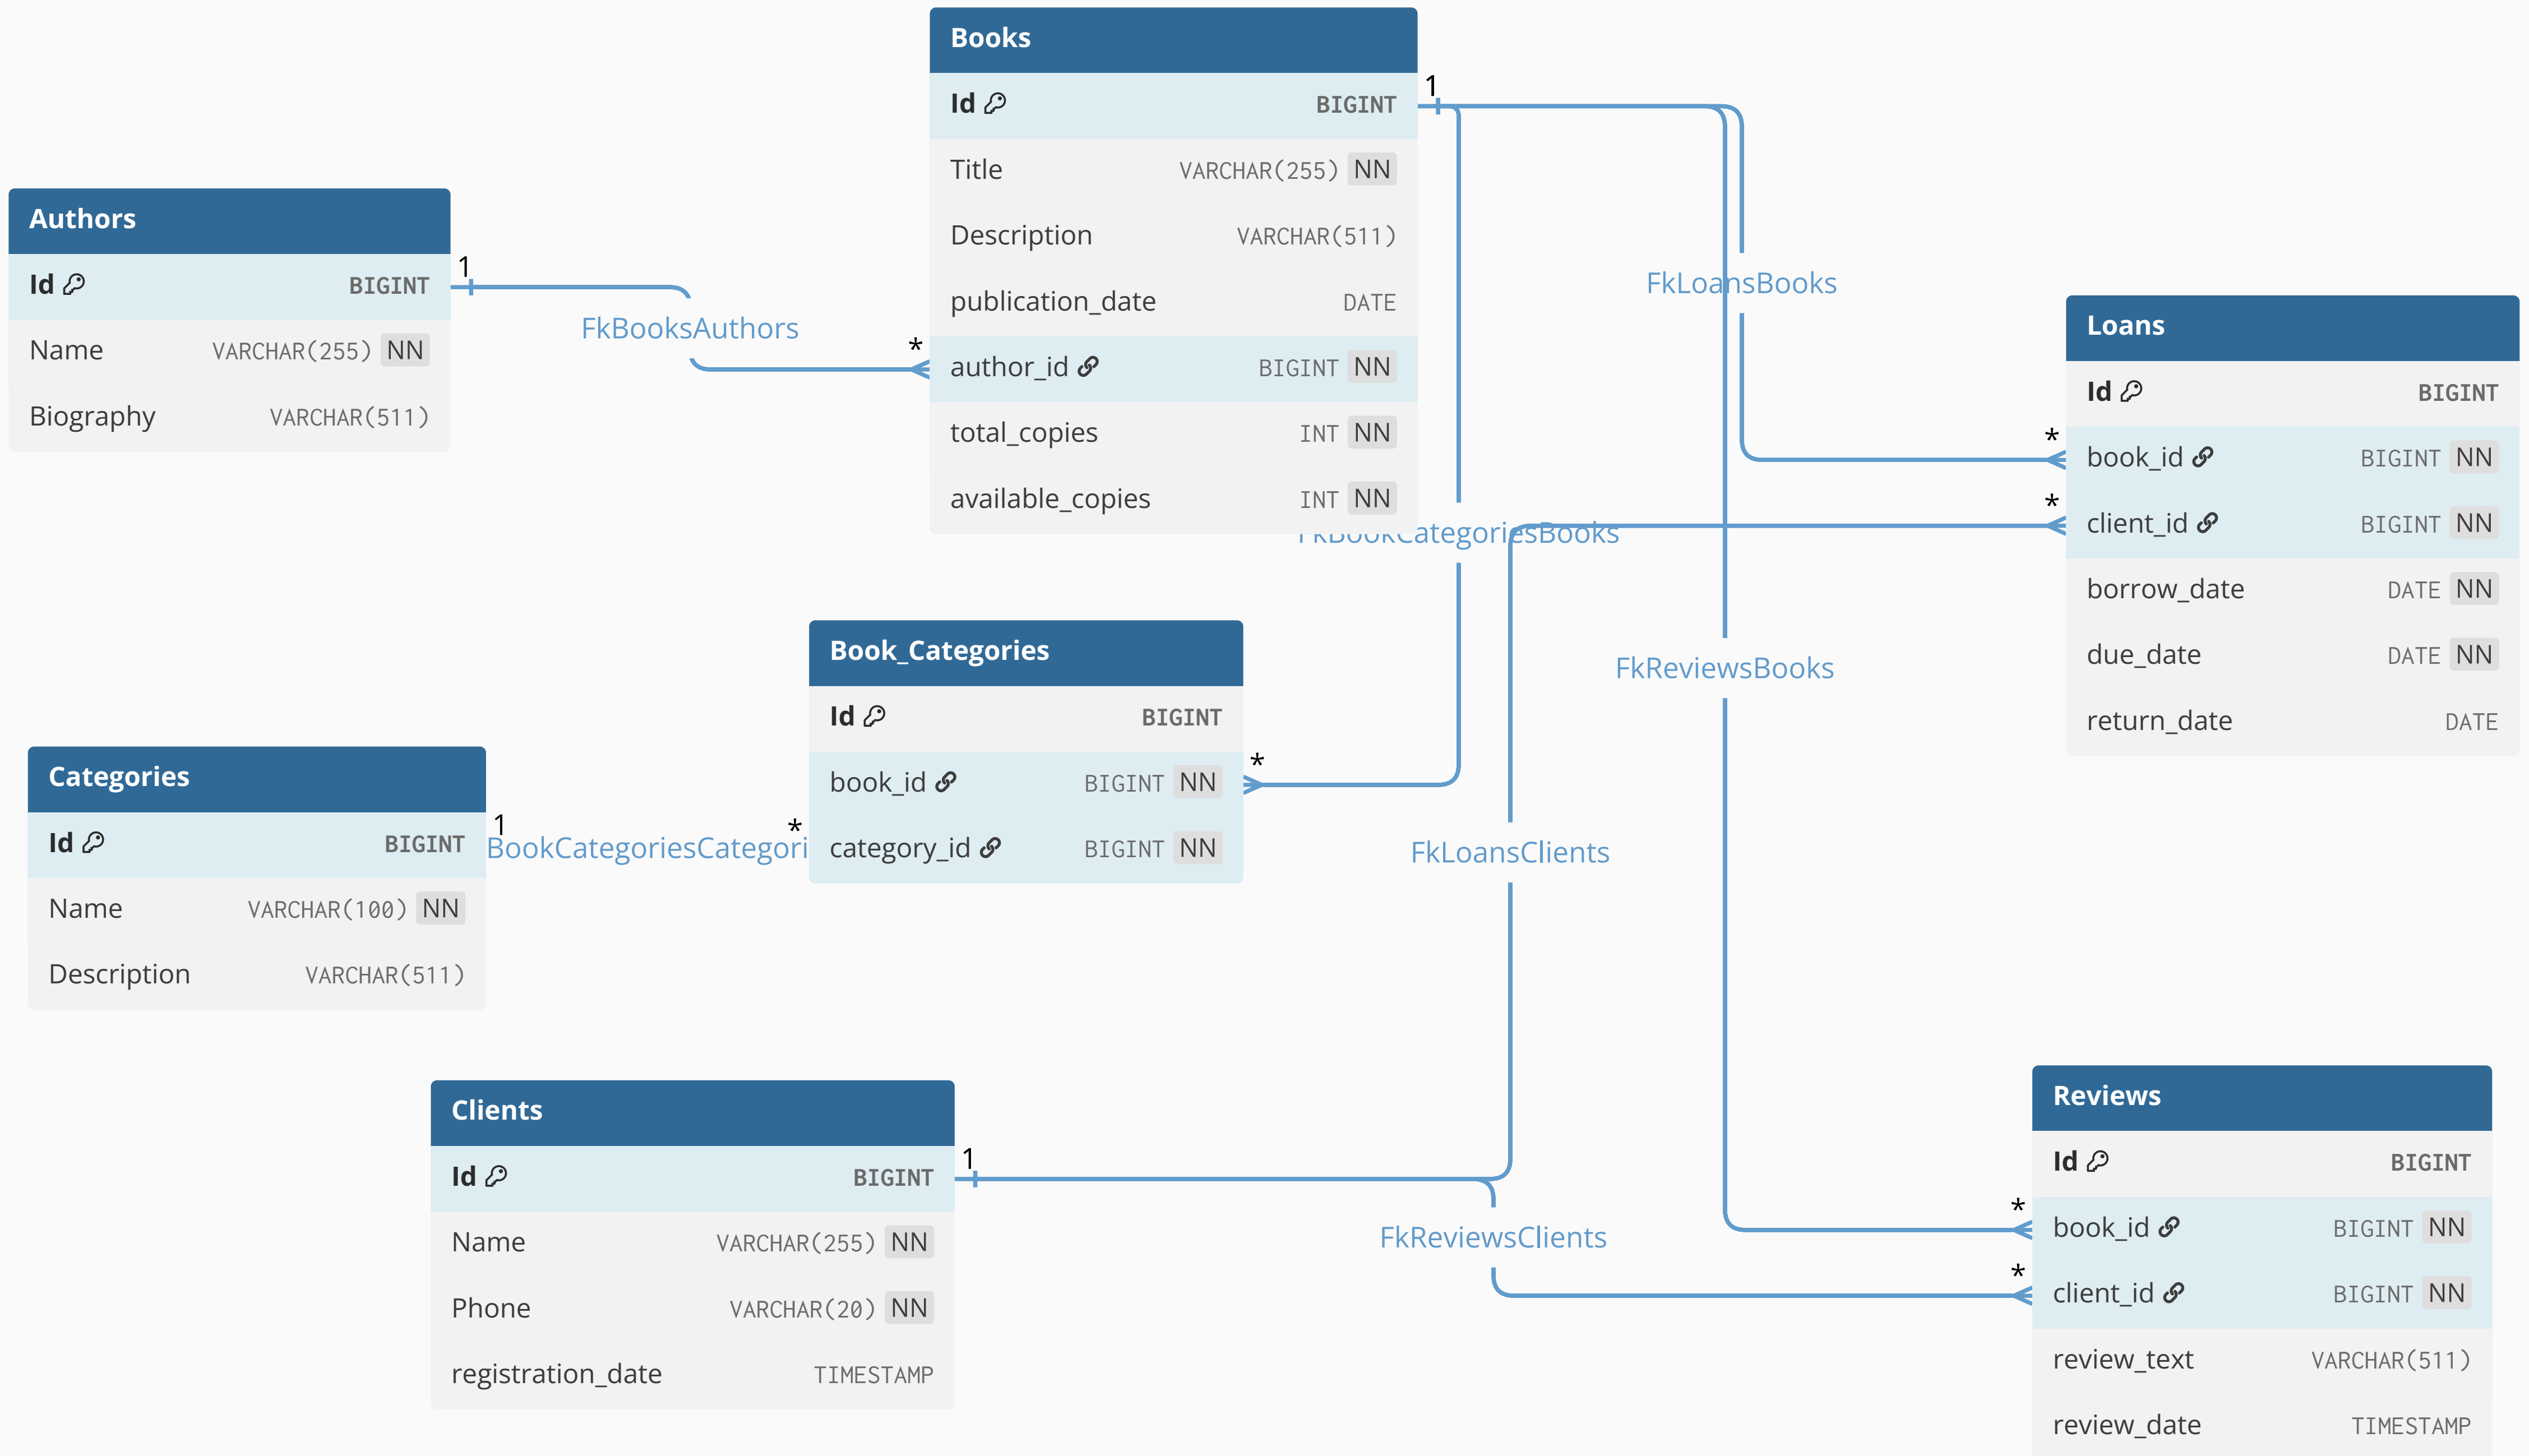 Books
Id BIGINT
Title VARCHAR(255) NN
Description VARCHAR(511)
publication_date DATE
author_id BIGINT NN
total_copies INT NN
available_copies INT NN
1
Authors
Id BIGINT
Name VARCHAR(255) NN
Biography VARCHAR(511)
1
FkBooksAuthors
*
FkLoansBooks
Loans
Id BIGINT
book_id BIGINT NN
client_id BIGINT NN
borrow_date DATE NN
due_date DATE NN
return_date DATE
*
*
FkBookCategoriesBooks
Book_Categories
Id BIGINT
book_id BIGINT NN
category_id BIGINT NN
*
FkReviewsBooks
Categories
Id BIGINT
Name VARCHAR(100) NN
Description VARCHAR(511)
1
*
BookCategoriesCategori
FkLoansClients
Clients
Id BIGINT
Name VARCHAR(255) NN
Phone VARCHAR(20) NN
registration_date TIMESTAMP
1
FkReviewsClients
Reviews
Id BIGINT
book_id BIGINT NN
client_id BIGINT NN
review_text VARCHAR(511)
review_date TIMESTAMP
*
*